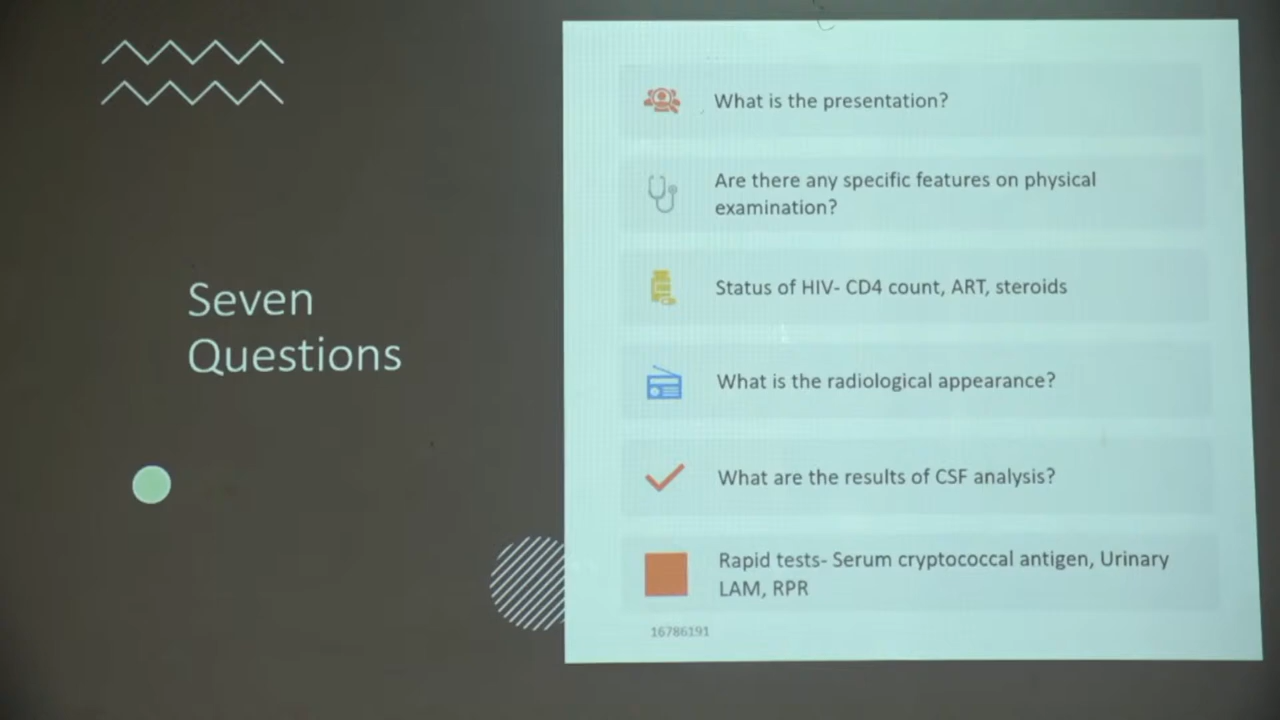 Seven
Questions
What is the presentation?
Are there any specific features on physical
examination?
Status of HIV- CD4 count, ART, steroids
What is the radiological appearance?
What are the results of CSF analysis?
Rapid tests- Serum cryptococcal antigen, Urinary
LAM, RPR
16786191